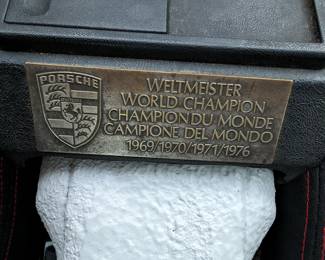 PORSCHE
WELTMEISTER
WORLD CHAMPION
CHAMPION DU MONDE
CAMPIONE DEL MONDO
1969/1970/1971/1976